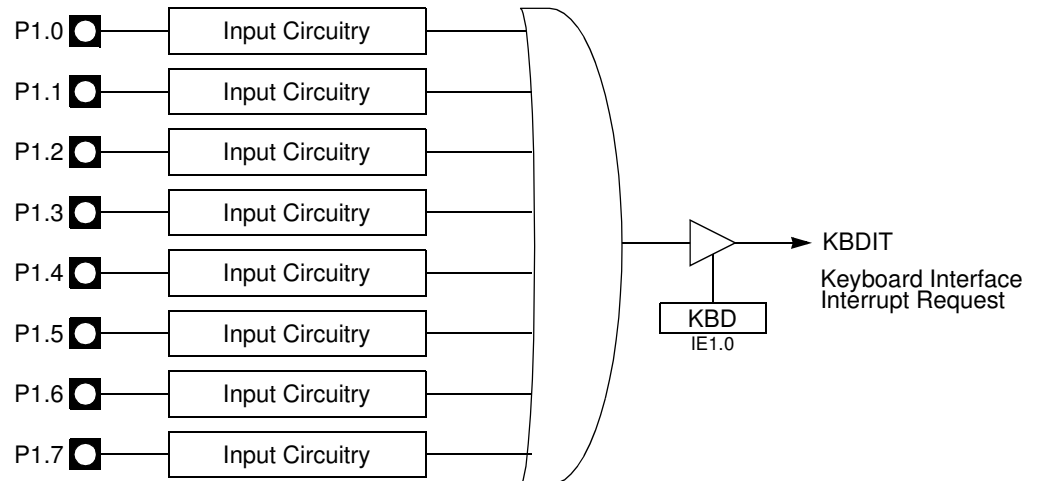 P1.0 Input Circuitry
P1.1 Input Circuitry
P1.2 Input Circuitry
P1.3 Input Circuitry
P1.4 Input Circuitry
P1.5 Input Circuitry
P1.6 Input Circuitry
P1.7 Input Circuitry
KBDIT
Keyboard Interface
Interrupt Request
KBD
IE1.0